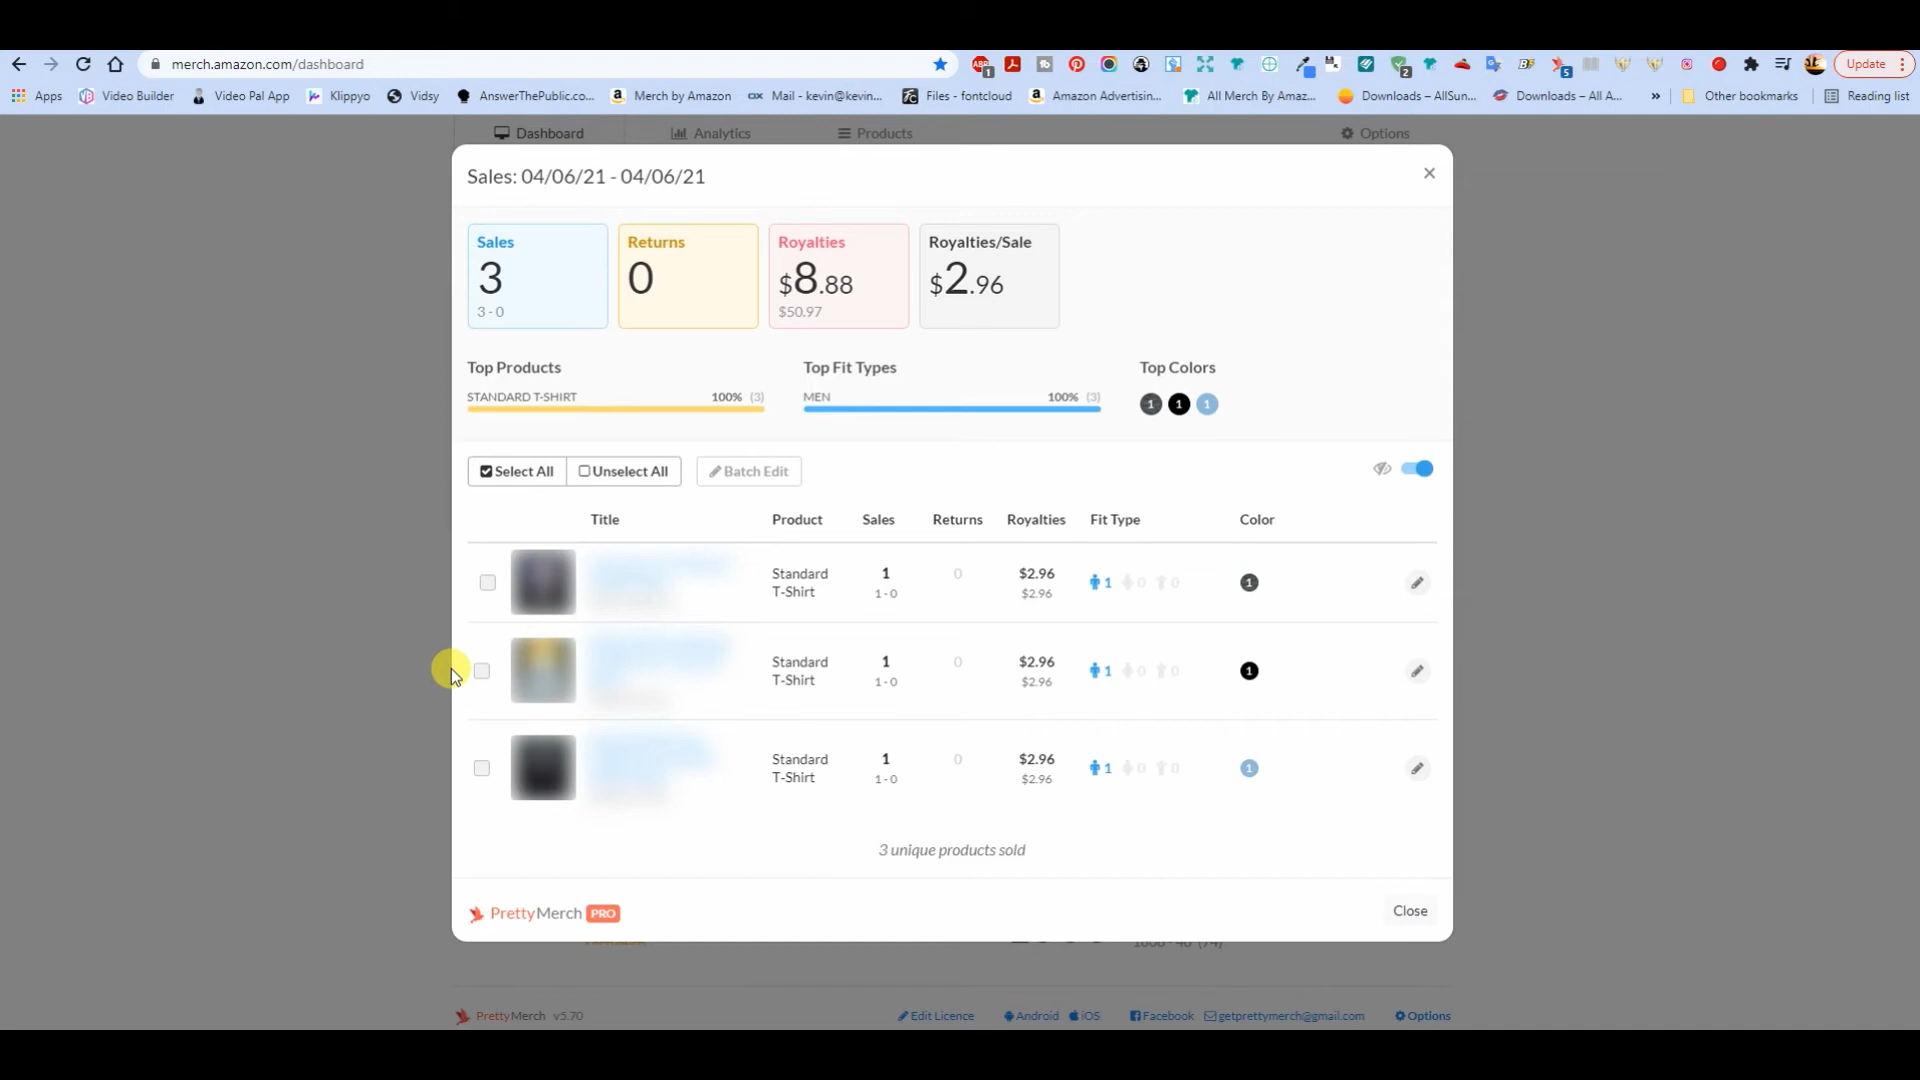 merch.amazon.com/dashboard
Update
Apps Video Builder Video Pal App Klippyo Vidsy AnswerThePublic.co... Merch by Amazon Mail - kevin@kevin... Files - fontcloud Amazon Advertisin... All Merch By Amaz... Downloads – AllSun... Downloads – All A... » Other bookmarks Reading list
Dashboard Analytics Products Options
Sales: 04/06/21 - 04/06/21 ×
Sales Returns Royalties Royalties/Sale
3 0 $8.88 $2.96
3 - 0 $50.97
Top Products Top Fit Types Top Colors
STANDARD T-SHIRT 100% (3) MEN 100% (3) 1 1 1
Select All Unselect All Batch Edit
Title Product Sales Returns Royalties Fit Type Color
Standard T-Shirt 1 0 $2.96 1 0 0 1
1 - 0 $2.96
Standard T-Shirt 1 0 $2.96 1 0 0 1
1 - 0 $2.96
Standard T-Shirt 1 0 $2.96 1 0 0 1
1 - 0 $2.96
3 unique products sold
PrettyMerch PRO Close
PrettyMerch v5.70 Edit Licence Android iOS Facebook getprettymerch@gmail.com Options